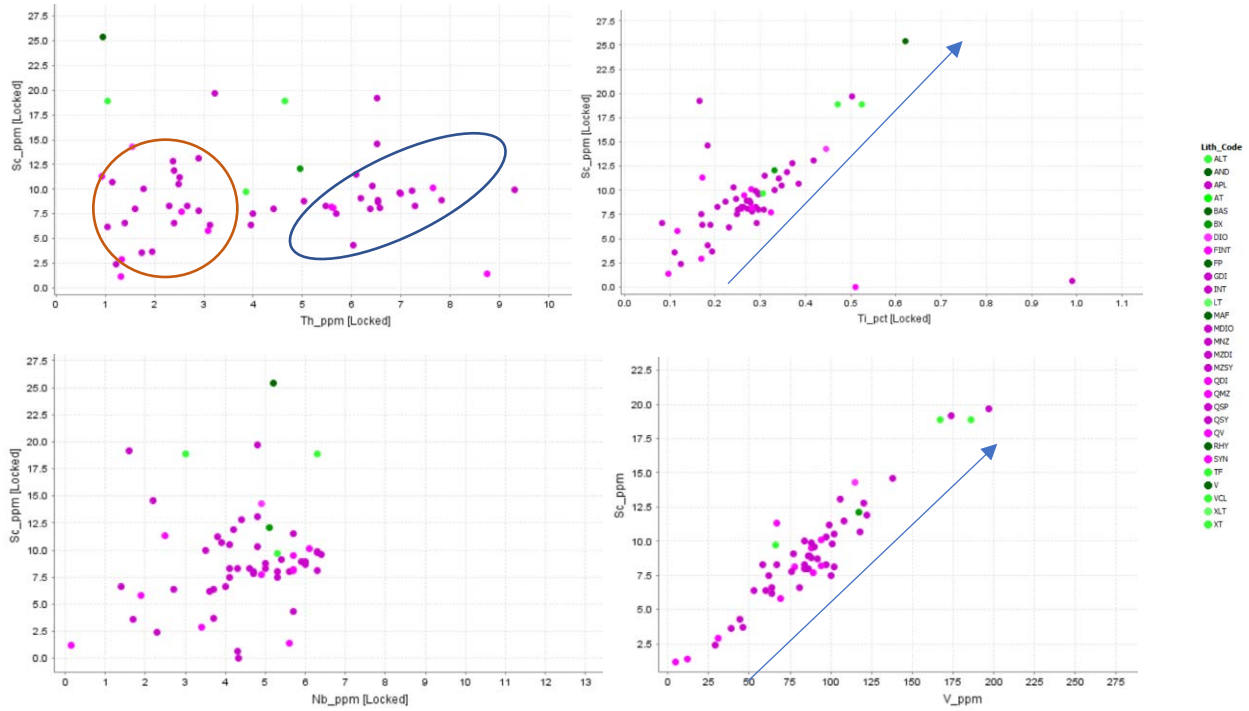 27.5
25.0
22.5
20.0
17.5
15.0
12.5
10.0
7.5
5.0
2.5
0.0
Sc_ppm [Locked]
0 1 2 3 4 5 6 7 8 9 10
Th_ppm [Locked]
27.5
25.0
22.5
20.0
17.5
15.0
12.5
10.0
7.5
5.0
2.5
0.0
Sc_ppm [Locked]
0.0 0.1 0.2 0.3 0.4 0.5 0.6 0.7 0.8 0.9 1.0 1.1
Ti_pct [Locked]
27.5
25.0
22.5
20.0
17.5
15.0
12.5
10.0
7.5
5.0
2.5
0.0
Sc_ppm [Locked]
0 1 2 3 4 5 6 7 8 9 10 11 12 13
Nb_ppm [Locked]
22.5
20.0
17.5
15.0
12.5
10.0
7.5
5.0
2.5
Sc_ppm
0 25 50 75 100 125 150 175 200 225 250 275
V_ppm
Lith_Code
ALT
AND
APL
AT
BAS
BX
DIO
FINT
FP
GDI
INT
LT
MAF
MDIO
MNZ
MZDI
MZSY
QDI
QMZ
QSP
QSY
QV
RHY
SYN
TF
V
VCL
XLT
XT